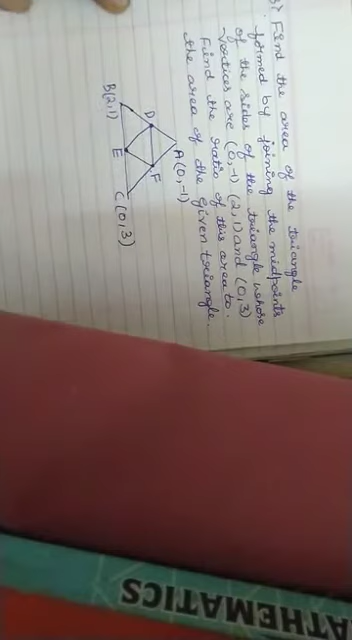 3) Find the area of the triangle
formed by joining the midpoints
of the sides of the triangle whose
vertices are (0,-1) (2,1) and (0,3)
Find the ratio of this area to
the area of the given triangle.
A (0,-1)
D F
B(2,1) E C (0,3)
ATHEMATICS